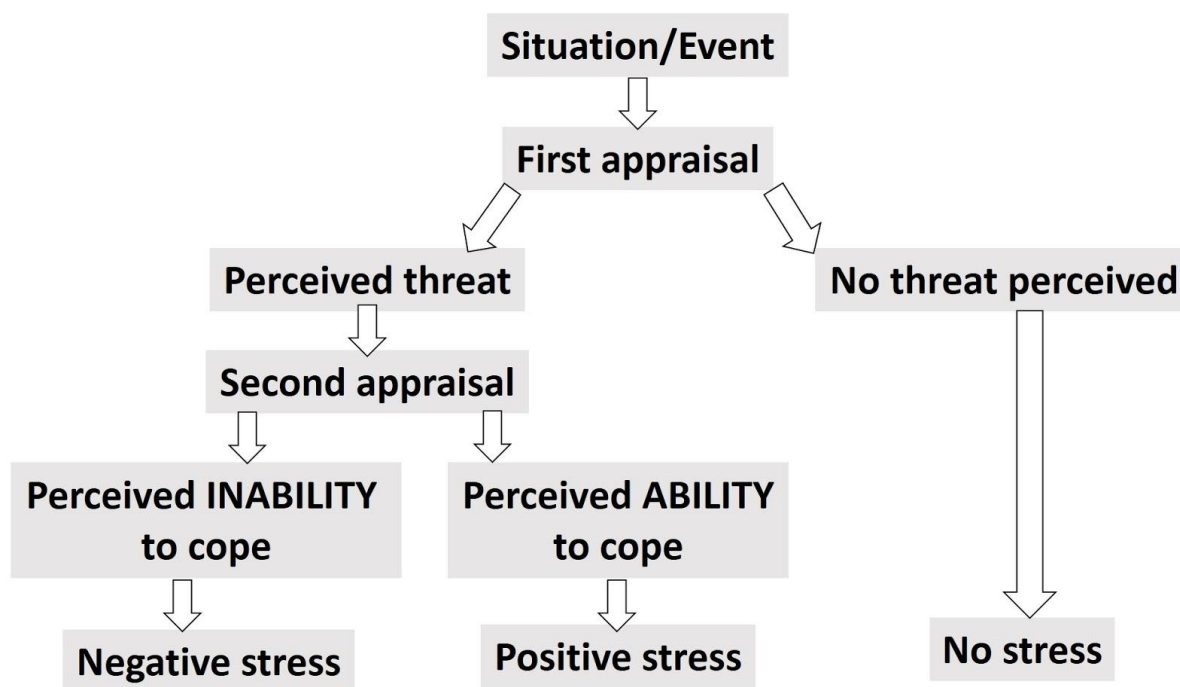 Situation/Event
First appraisal
Perceived threat
No threat perceived
Second appraisal
Perceived INABILITY
to cope
Perceived ABILITY
to cope
Negative stress
Positive stress
No stress